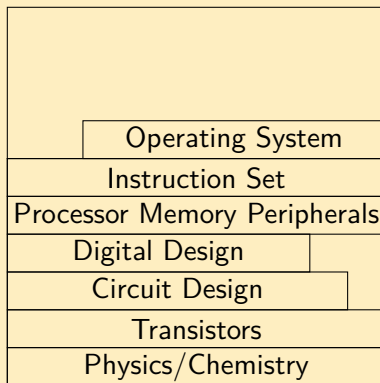 Operating System
Instruction Set
Processor Memory Peripherals
Digital Design
Circuit Design
Transistors
Physics/Chemistry